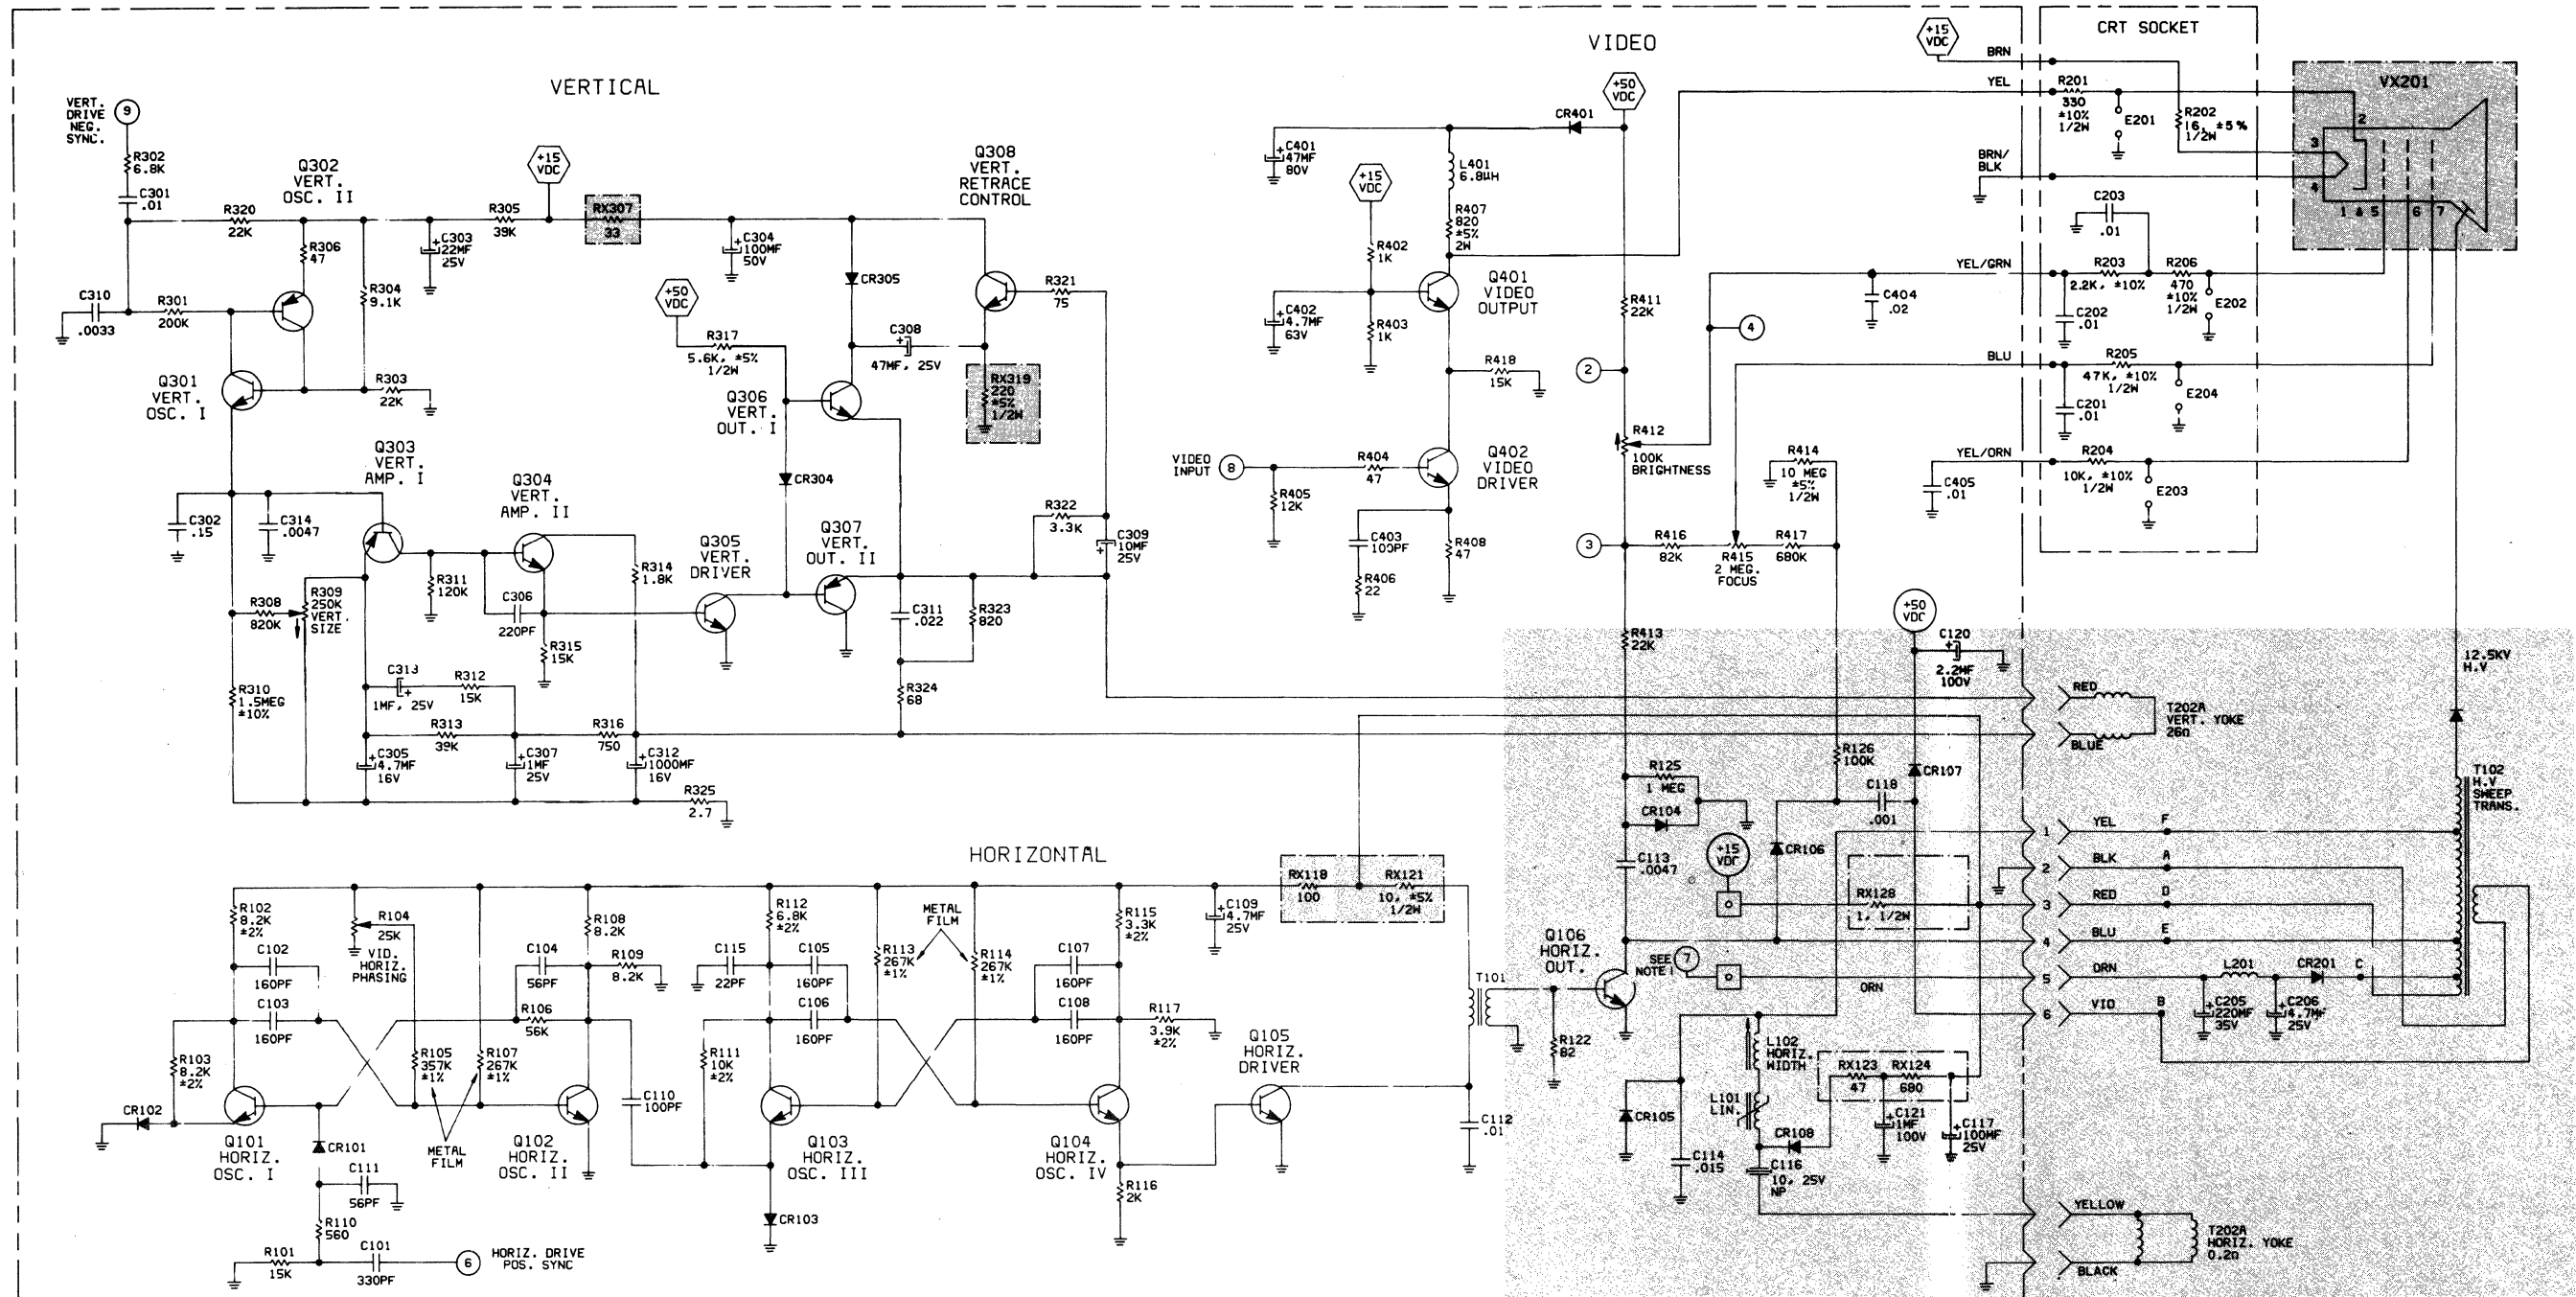 VERTICAL
VIDEO
CRT SOCKET
HORIZONTAL
VERT.
DRIVE
NEG.
SYNC.
9
R302
6.8K
C301
.01
R320
22K
Q302
VERT.
OSC. II
R306
47
R304
9.1K
C303
22MF
25V
R305
39K
+15
VDC
RX307
33
C304
100MF
50V
Q308
VERT.
RETRACE
CONTROL
CR305
R321
75
C310
.0033
R301
200K
Q301
VERT.
OSC. I
R303
22K
+50
VDC
R317
5.6K, ±5%
1/2W
C308
47MF, 25V
Q306
VERT.
OUT. I
RX319
220
±5%
1/2W
CR304
Q303
VERT.
AMP. I
Q304
VERT.
AMP. II
C302
.15
C314
.0047
R308
820K
R309
250K
VERT.
SIZE
R311
120K
C306
220PF
R315
15K
R314
1.8K
Q305
VERT.
DRIVER
Q307
VERT.
OUT. II
R322
3.3K
C309
10MF
25V
C311
.022
R323
820
R324
68
R310
1.5MEG
±10%
C313
1MF, 25V
R312
15K
R313
39K
R316
750
C305
4.7MF
16V
C307
1MF
25V
C312
1000MF
16V
R325
2.7
C401
47MF
80V
CR401
+50
VDC
L401
6.8µH
+15
VDC
R407
820
±5%
2W
R402
1K
C402
4.7MF
63V
R403
1K
Q401
VIDEO
OUTPUT
R418
15K
R411
22K
2
4
C404
.02
VIDEO
INPUT
8
R404
47
R405
12K
Q402
VIDEO
DRIVER
C403
100PF
R406
22
R408
47
R412
100K
BRIGHTNESS
R414
10 MEG
±5%
1/2W
3
R416
82K
R415
2 MEG.
FOCUS
R417
680K
C405
.01
R413
22K
+15
VDC
BRN
YEL
BRN/
BLK
YEL/GRN
BLU
YEL/ORN
R201
330
±10%
1/2W
E201
R202
16, ±5%
1/2W
C203
.01
R203
2.2K, ±10%
R206
470
±10%
1/2W
E202
C202
.01
R205
47K, ±10%
1/2W
E204
C201
.01
R204
10K, ±10%
1/2W
E203
VX201
2
3
4
1 & 5
6
7
+50
VDC
C120
2.2MF
100V
12.5KV
H.V
RED
BLUE
T202A
VERT. YOKE
26Ω
R126
100K
CR107
R125
1 MEG
CR104
C118
.001
C113
.0047
+15
VDC
CR106
RX128
1, 1/2W
T102
H.V
SWEEP
TRANS.
1
YEL
F
2
BLK
A
3
RED
D
4
BLU
E
5
ORN
L201
CR201
C
6
VIO
B
C205
220MF
35V
C206
4.7MF
25V
R102
8.2K
±2%
R104
25K
VID.
HORIZ.
PHASING
C102
160PF
C103
160PF
R103
8.2K
±2%
R105
357K
±1%
R107
267K
±1%
C104
56PF
R106
56K
R108
8.2K
R109
8.2K
CR102
Q101
HORIZ.
OSC. I
CR101
C111
56PF
R110
560
R101
15K
C101
330PF
6
HORIZ. DRIVE
POS. SYNC
METAL
FILM
Q102
HORIZ.
OSC. II
C110
100PF
R112
6.8K
±2%
C115
22PF
C105
160PF
C106
160PF
R111
10K
±2%
Q103
HORIZ.
OSC. III
CR103
METAL
FILM
R113
267K
±1%
R114
267K
±1%
C107
160PF
C108
160PF
R115
3.3K
±2%
R117
3.9K
±2%
Q104
HORIZ.
OSC. IV
R116
2K
C109
4.7MF
25V
RX118
100
RX121
10, ±5%
1/2W
Q105
HORIZ.
DRIVER
T101
C112
.01
R122
82
Q106
HORIZ.
OUT.
SEE
NOTE 1
7
ORN
L102
HORIZ.
WIDTH
L101
LIN.
RX123
47
RX124
680
CR105
CR108
C121
1MF
100V
C117
100MF
25V
C114
.015
C116
10, 25V
NP
YELLOW
BLACK
T202A
HORIZ. YOKE
0.2Ω